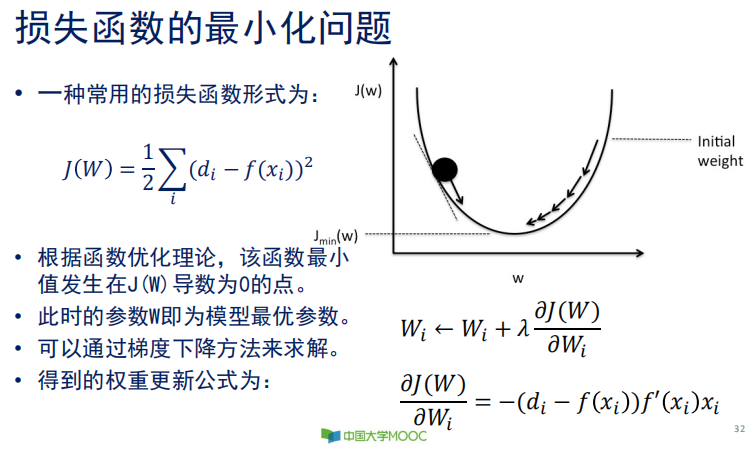 损失函数的最小化问题
• 一种常用的损失函数形式为：
J(W) = 1/2 ∑_i (d_i − f(x_i))²
• 根据函数优化理论，该函数最小
值发生在J(W)导数为0的点。
• 此时的参数W即为模型最优参数。
• 可以通过梯度下降方法来求解。
• 得到的权重更新公式为：
J(w)
Initial
weight
J_min(w)
w
W_i ← W_i + λ ∂J(W)/∂W_i
∂J(W)/∂W_i = −(d_i − f(x_i))f′(x_i)x_i
中国大学MOOC
32